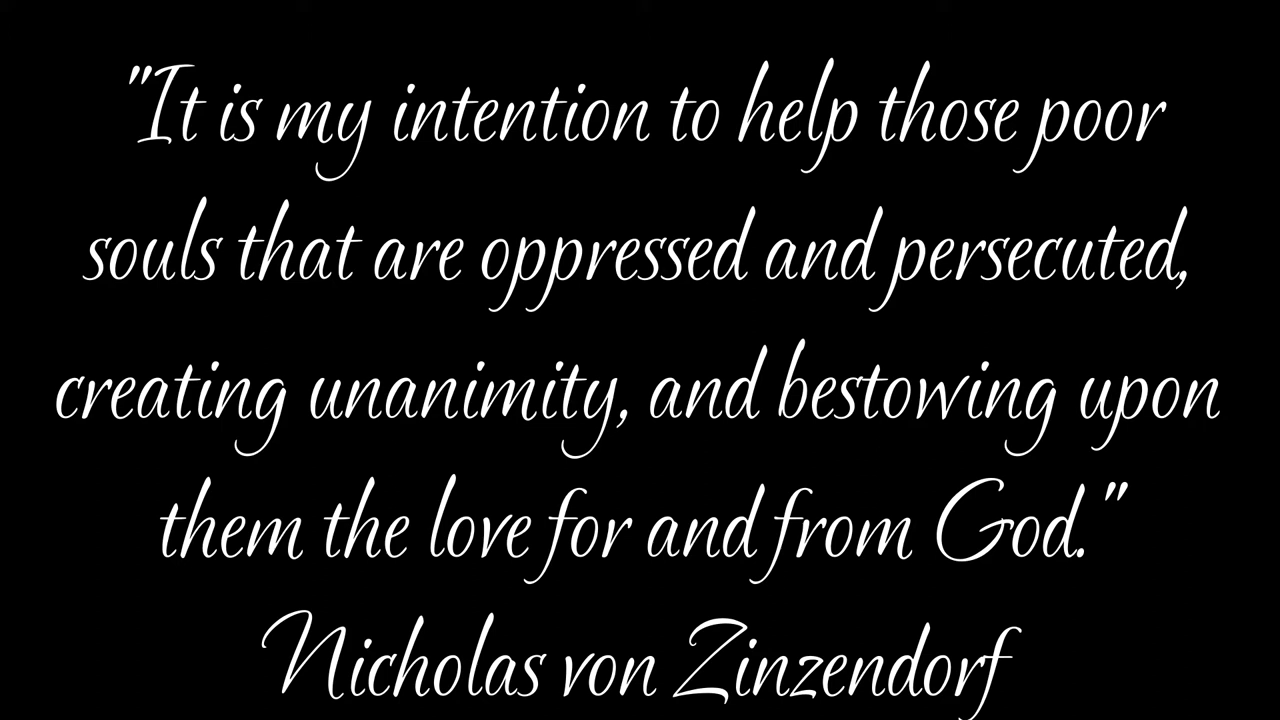 "It is my intention to help those poor
souls that are oppressed and persecuted,
creating unanimity, and bestowing upon
them the love for and from God."
Nicholas von Zinzendorf